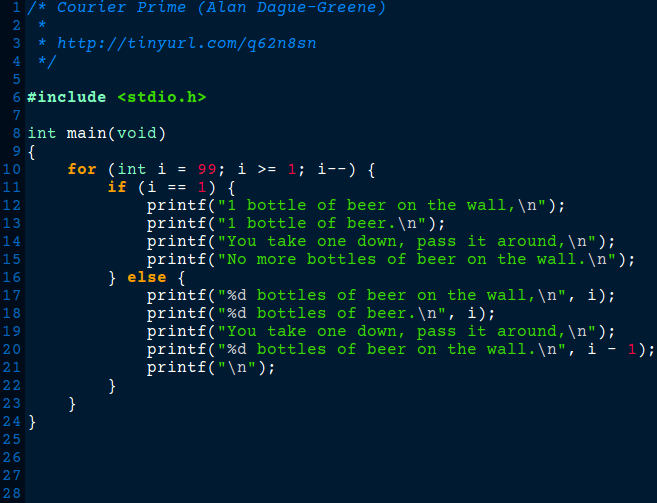 1 /* Courier Prime (Alan Dague-Greene)
2  *
3  * http://tinyurl.com/q62n8sn
4  */
5
6 #include <stdio.h>
7
8 int main(void)
9 {
10     for (int i = 99; i >= 1; i--) {
11         if (i == 1) {
12             printf("1 bottle of beer on the wall,\n");
13             printf("1 bottle of beer.\n");
14             printf("You take one down, pass it around,\n");
15             printf("No more bottles of beer on the wall.\n");
16         } else {
17             printf("%d bottles of beer on the wall,\n", i);
18             printf("%d bottles of beer.\n", i);
19             printf("You take one down, pass it around,\n");
20             printf("%d bottles of beer on the wall.\n", i - 1);
21             printf("\n");
22         }
23     }
24 }
25
26
27
28